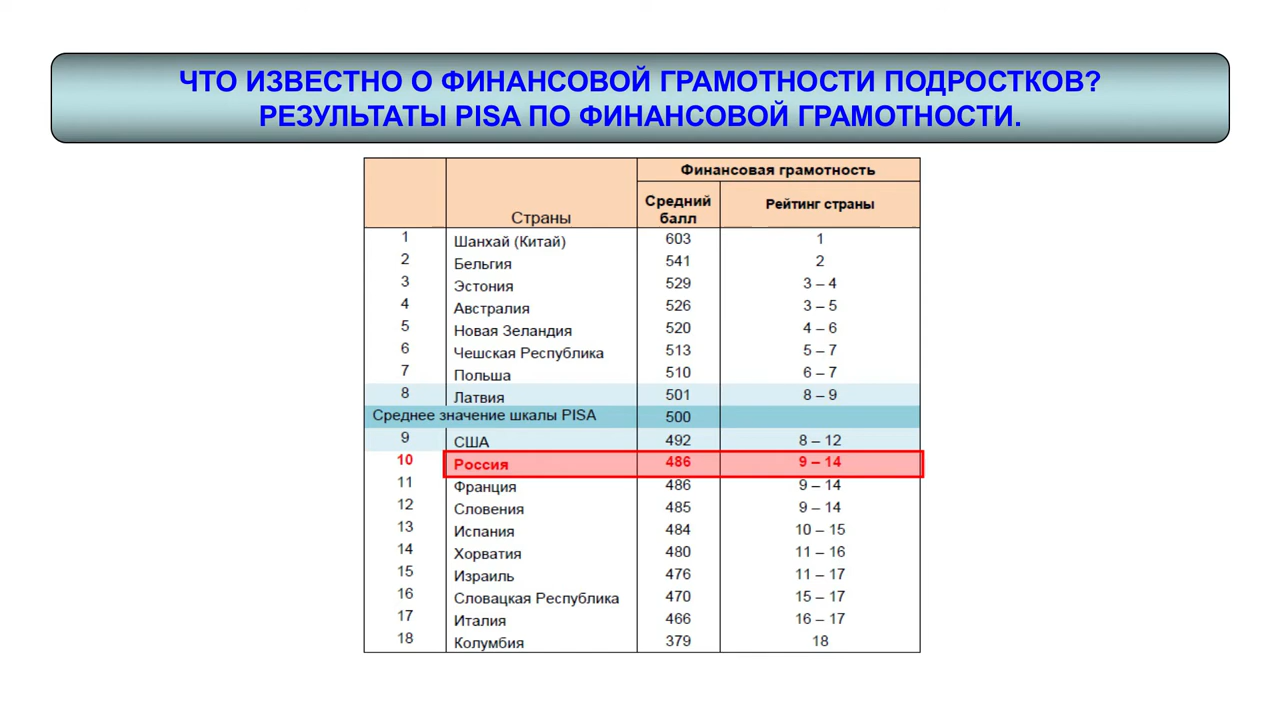 ЧТО ИЗВЕСТНО О ФИНАНСОВОЙ ГРАМОТНОСТИ ПОДРОСТКОВ?
РЕЗУЛЬТАТЫ PISA ПО ФИНАНСОВОЙ ГРАМОТНОСТИ.
Финансовая грамотность
Страны Средний балл Рейтинг страны
1 Шанхай (Китай) 603 1
2 Бельгия 541 2
3 Эстония 529 3 – 4
4 Австралия 526 3 – 5
5 Новая Зеландия 520 4 – 6
6 Чешская Республика 513 5 – 7
7 Польша 510 6 – 7
8 Латвия 501 8 – 9
Среднее значение шкалы PISA 500
9 США 492 8 – 12
10 Россия 486 9 – 14
11 Франция 486 9 – 14
12 Словения 485 9 – 14
13 Испания 484 10 – 15
14 Хорватия 480 11 – 16
15 Израиль 476 11 – 17
16 Словацкая Республика 470 15 – 17
17 Италия 466 16 – 17
18 Колумбия 379 18